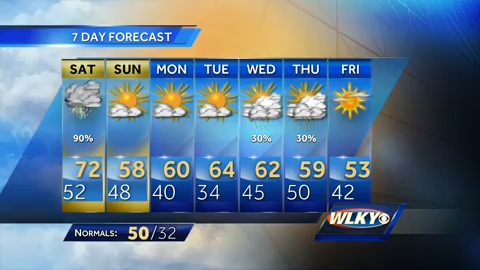 7 DAY FORECAST
SAT SUN MON TUE WED THU FRI
90% 30% 30%
72 58 60 64 62 59 53
52 48 40 34 45 50 42
WLKY
NORMALS: 50/32